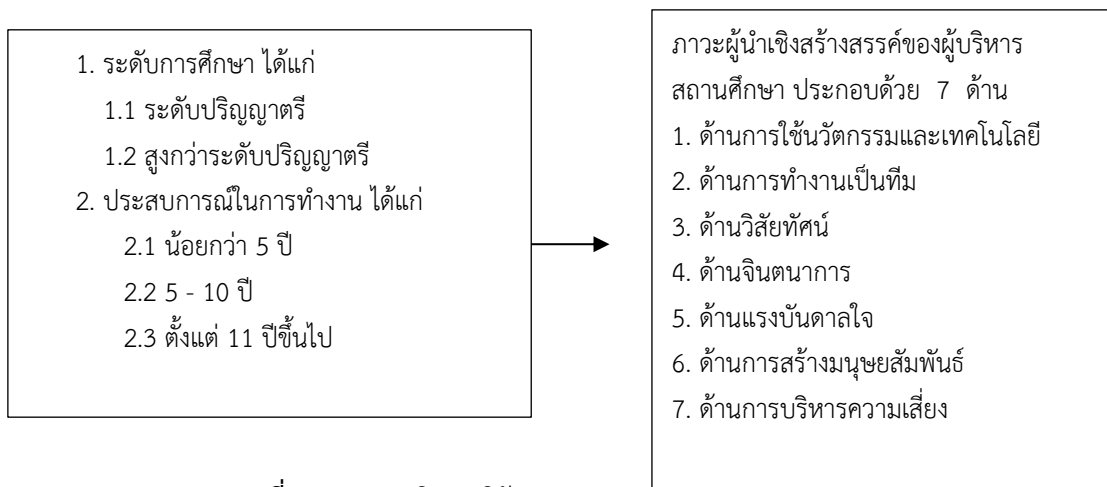 1. ระดับการศึกษา ได้แก่
1.1 ระดับปริญญาตรี
1.2 สูงกว่าระดับปริญญาตรี
2. ประสบการณ์ในการทำงาน ได้แก่
2.1 น้อยกว่า 5 ปี
2.2 5 - 10 ปี
2.3 ตั้งแต่ 11 ปีขึ้นไป
ภาวะผู้นำเชิงสร้างสรรค์ของผู้บริหาร
สถานศึกษา ประกอบด้วย 7 ด้าน
1. ด้านการใช้นวัตกรรมและเทคโนโลยี
2. ด้านการทำงานเป็นทีม
3. ด้านวิสัยทัศน์
4. ด้านจินตนาการ
5. ด้านแรงบันดาลใจ
6. ด้านการสร้างมนุษยสัมพันธ์
7. ด้านการบริหารความเสี่ยง